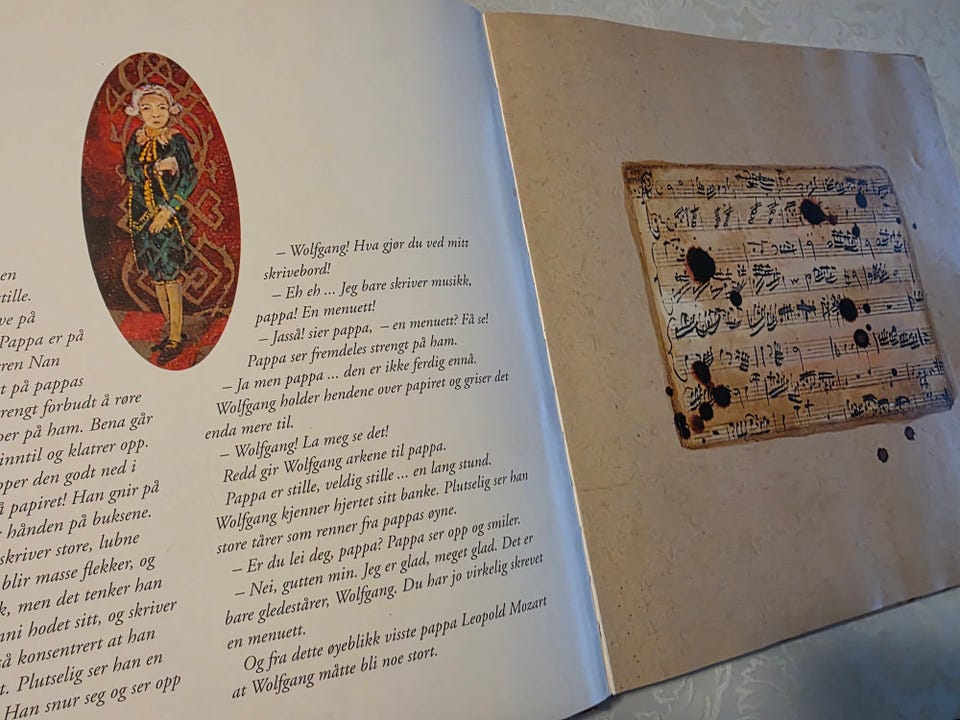 en
stille.
ve på
Pappa er på
ren Nan
t på pappas
rengt forbudt å røre
per på ham. Bena går
inntil og klatrer opp.
pper den godt ned i
å papiret! Han gnir på
r hånden på buksene.
skriver store, lubne
blir masse flekker, og
k, men det tenker han
nni hodet sitt, og skriver
så konsentrert at han
t. Plutselig ser han en
Han snur seg og ser opp
– Wolfgang! Hva gjør du ved mitt
skrivebord!
– Eh eh ... Jeg bare skriver musikk,
pappa! En menuett!
– Jasså! sier pappa, – en menuett? Få se!
Pappa ser fremdeles strengt på ham.
– Ja men pappa ... den er ikke ferdig ennå.
Wolfgang holder hendene over papiret og griser det
enda mere til.
– Wolfgang! La meg se det!
Redd gir Wolfgang arkene til pappa.
Pappa er stille, veldig stille ... en lang stund.
Wolfgang kjenner hjertet sitt banke. Plutselig ser han
store tårer som renner fra pappas øyne.
– Er du lei deg, pappa? Pappa ser opp og smiler.
– Nei, gutten min. Jeg er glad, meget glad. Det er
bare gledestårer, Wolfgang. Du har jo virkelig skrevet
en menuett.
Og fra dette øyeblikk visste pappa Leopold Mozart
at Wolfgang måtte bli noe stort.